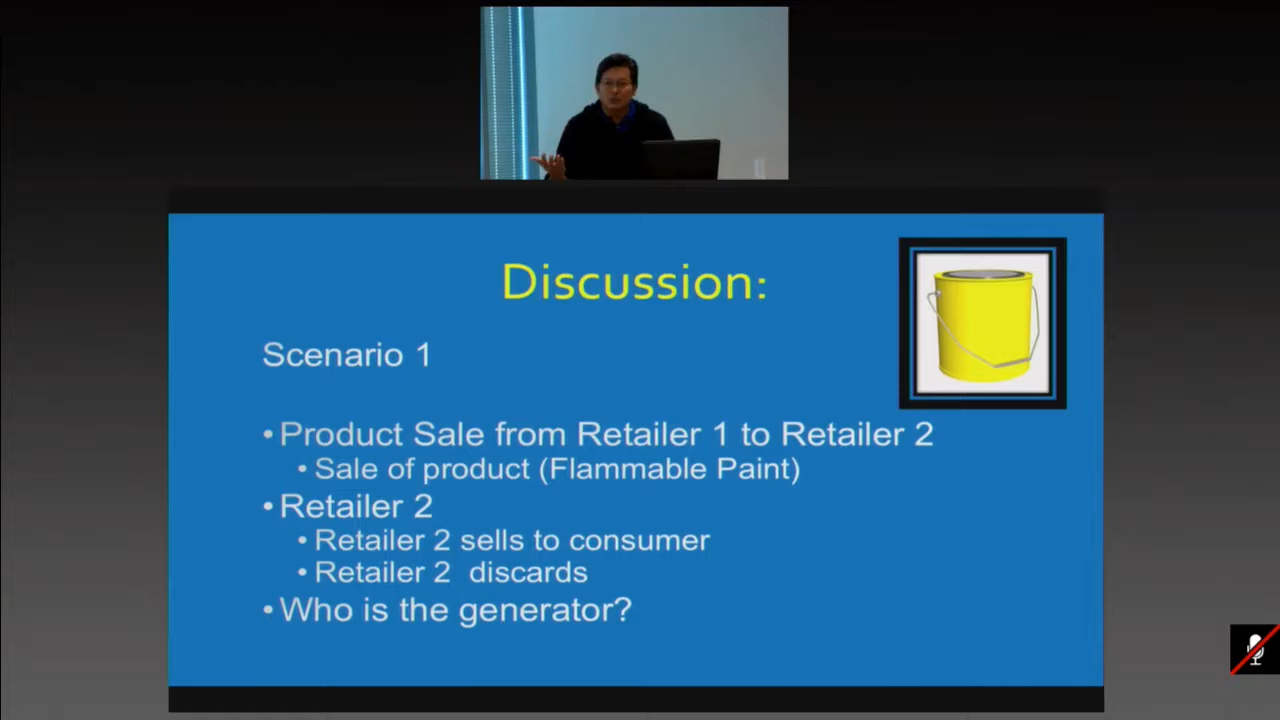 Discussion:
Scenario 1
•Product Sale from Retailer 1 to Retailer 2
•Sale of product (Flammable Paint)
•Retailer 2
•Retailer 2 sells to consumer
•Retailer 2 discards
•Who is the generator?